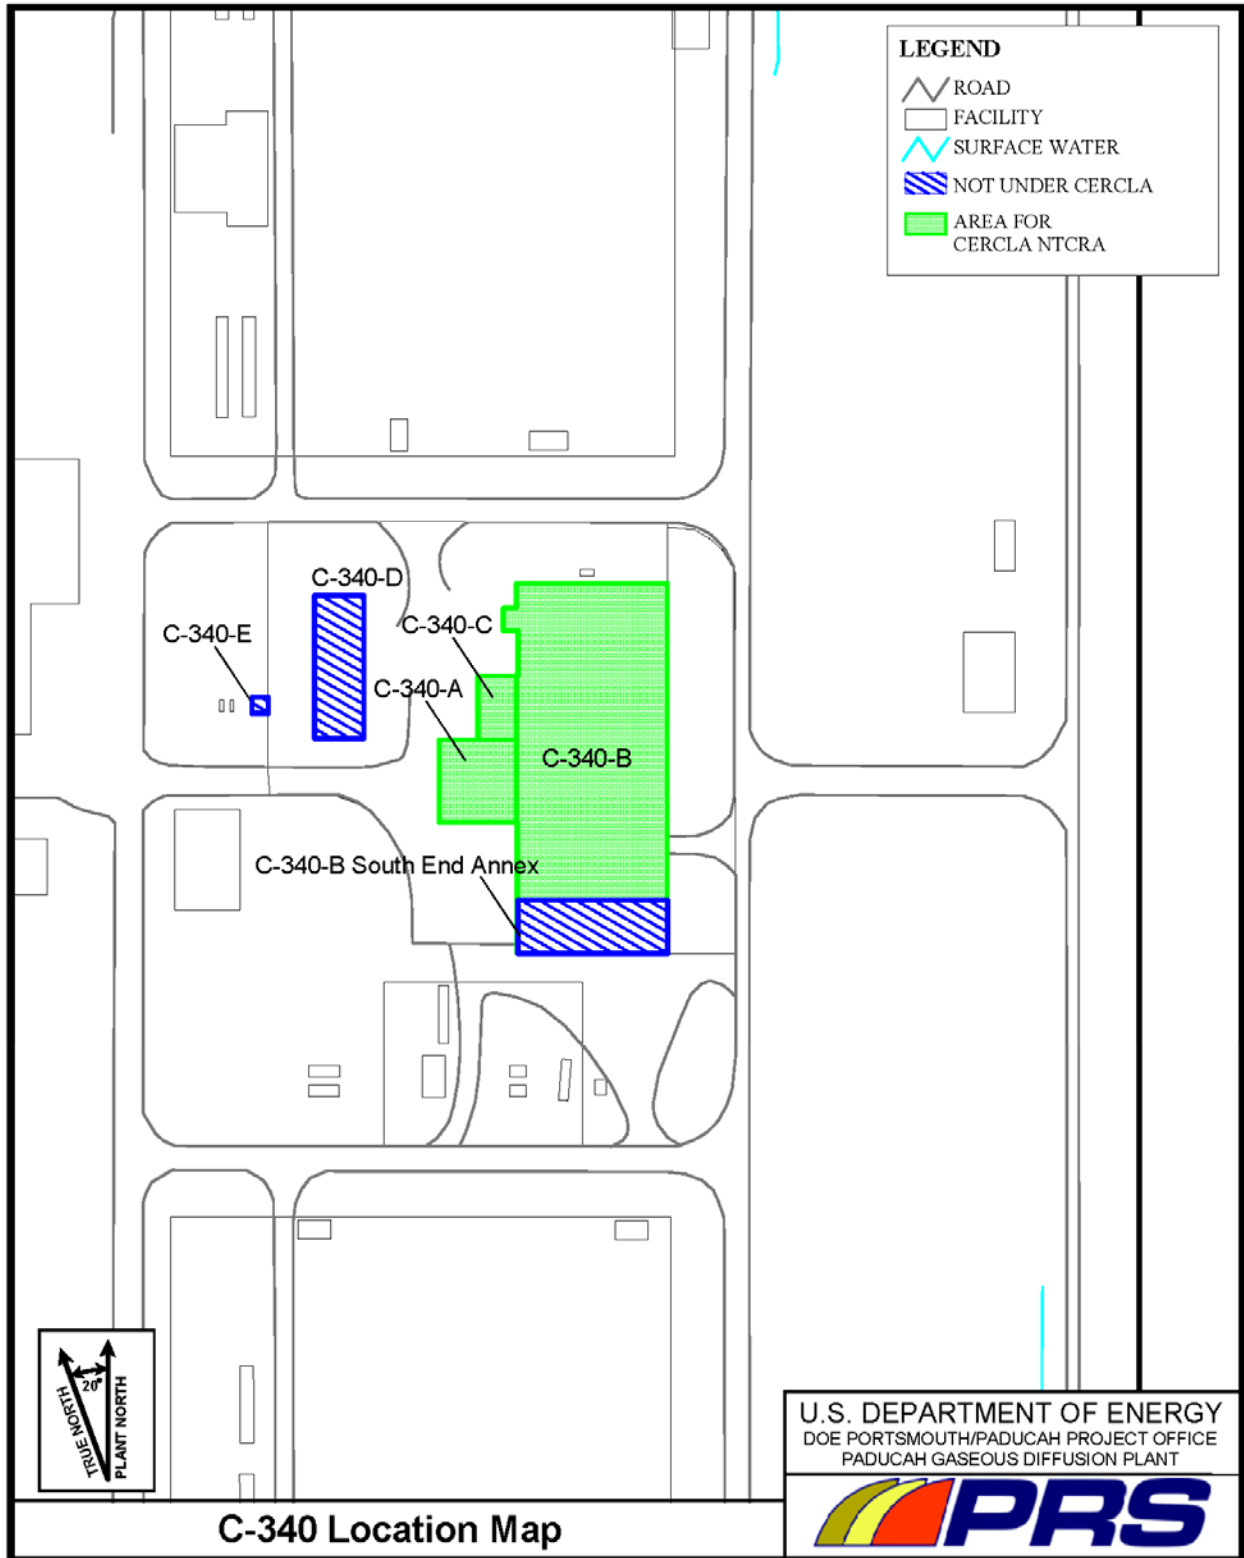 LEGEND
ROAD
FACILITY
SURFACE WATER
NOT UNDER CERCLA
AREA FOR
CERCLA NTCRA
C-340-D
C-340-E
C-340-C
C-340-A
C-340-B
C-340-B South End Annex
TRUE NORTH
20°
PLANT NORTH
U.S. DEPARTMENT OF ENERGY
DOE PORTSMOUTH/PADUCAH PROJECT OFFICE
PADUCAH GASEOUS DIFFUSION PLANT
PRS
C-340 Location Map